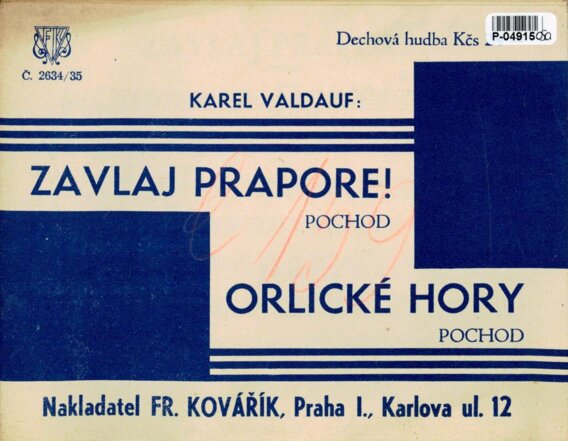 Dechová hudba Kčs
P-04915
Č. 2634/35
KAREL VALDAUF:
ZAVLAJ PRAPORE!
POCHOD
ORLICKÉ HORY
POCHOD
Nakladatel FR. KOVÁŘÍK, Praha I., Karlova ul. 12